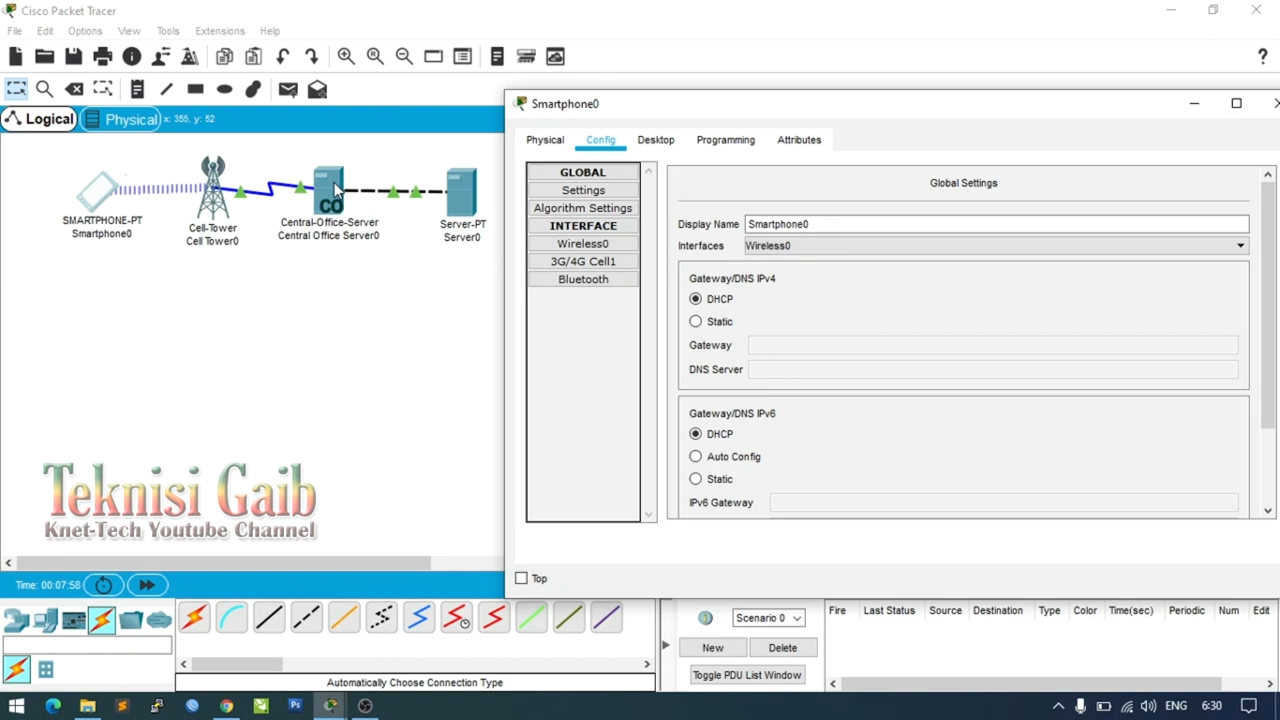 Cisco Packet Tracer
File Edit Options View Tools Extensions Help
?
Logical Physical x: 355, y: 52
SMARTPHONE-PT
Smartphone0
Cell-Tower
Cell Tower0
CO
Central-Office-Server
Central Office Server0
Server-PT
Server0
Teknisi Gaib
Knet-Tech Youtube Channel
Smartphone0
Physical Config Desktop Programming Attributes
GLOBAL
Settings
Algorithm Settings
INTERFACE
Wireless0
3G/4G Cell1
Bluetooth
Global Settings
Display Name Smartphone0
Interfaces Wireless0
Gateway/DNS IPv4
DHCP
Static
Gateway
DNS Server
Gateway/DNS IPv6
DHCP
Auto Config
Static
IPv6 Gateway
Top
Time: 00:07:58
Automatically Choose Connection Type
Scenario 0
New Delete
Toggle PDU List Window
Fire Last Status Source Destination Type Color Time(sec) Periodic Num Edit
ENG 6:30